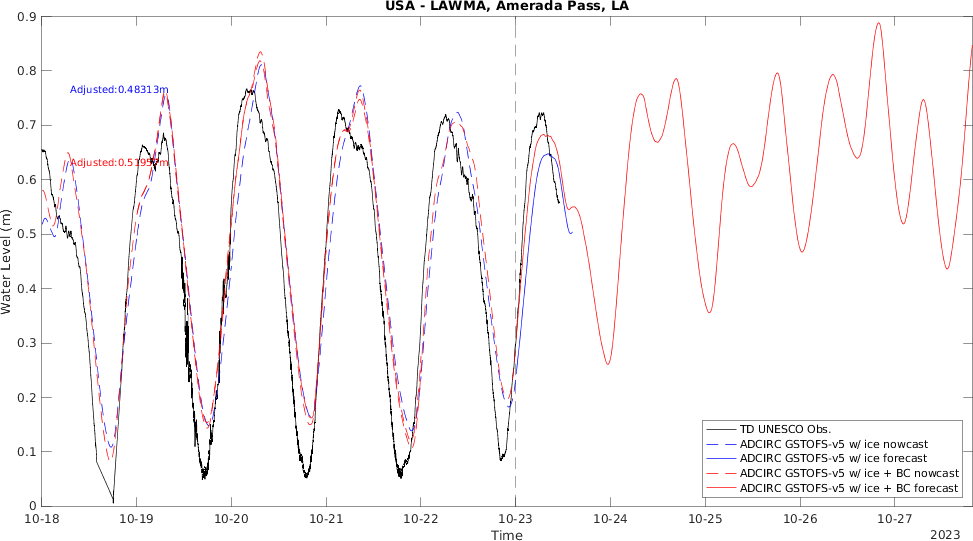 USA - LAWMA, Amerada Pass, LA
Water Level (m)
0.9
0.8
0.7
0.6
0.5
0.4
0.3
0.2
0.1
0
Adjusted:0.48313m
10-18
10-19
10-20
10-21
10-22
10-23
10-24
10-25
10-26
10-27
Time
2023
TD UNESCO Obs.
ADCIRC GSTOFS-v5 w/ ice nowcast
ADCIRC GSTOFS-v5 w/ ice forecast
ADCIRC GSTOFS-v5 w/ ice + BC nowcast
ADCIRC GSTOFS-v5 w/ ice + BC forecast